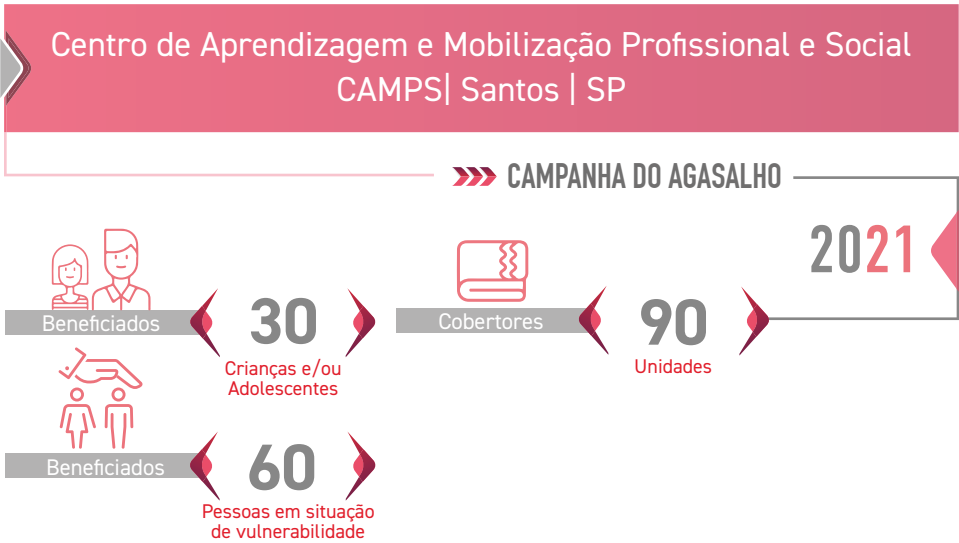 Centro de Aprendizagem e Mobilização Profissional e Social
CAMPS| Santos | SP
CAMPANHA DO AGASALHO
2021
Beneficiados
30
Crianças e/ou
Adolescentes
Cobertores
90
Unidades
Beneficiados
60
Pessoas em situação
de vulnerabilidade